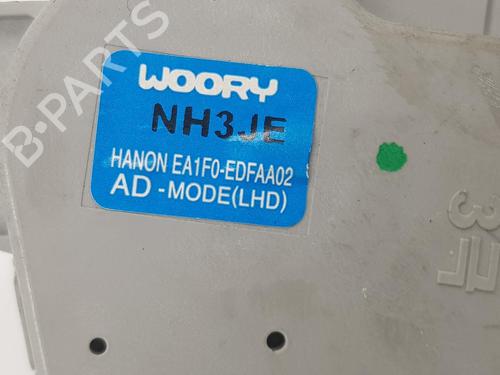 WOORY
NH3JE
HANON EA1F0-EDFAA02
AD - MODE(LHD)
B-PARTS